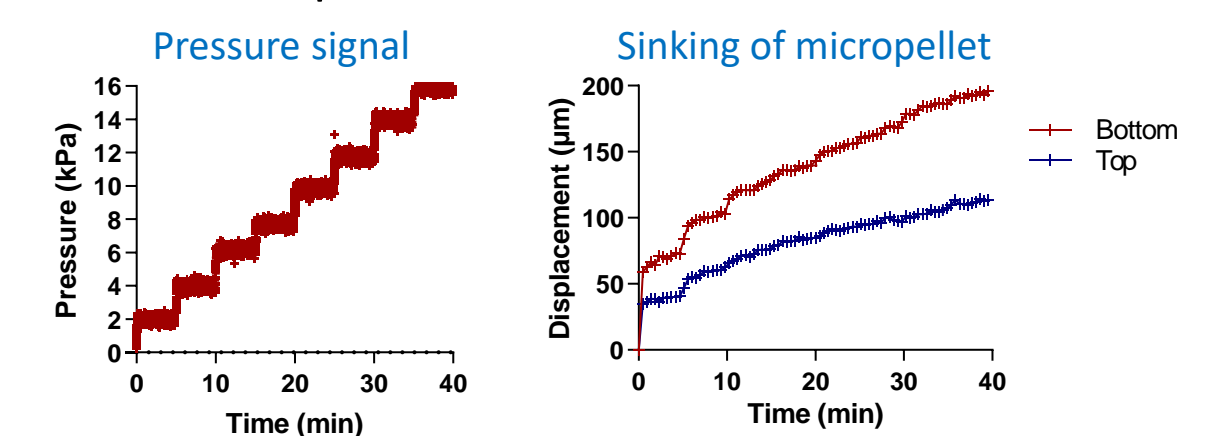 Pressure signal
16
14
12
10
8
6
4
2
0
Pressure (kPa)
0 10 20 30 40
Time (min)
Sinking of micropellet
200
150
100
50
0
Displacement (µm)
0 10 20 30 40
Time (min)
Bottom
Top